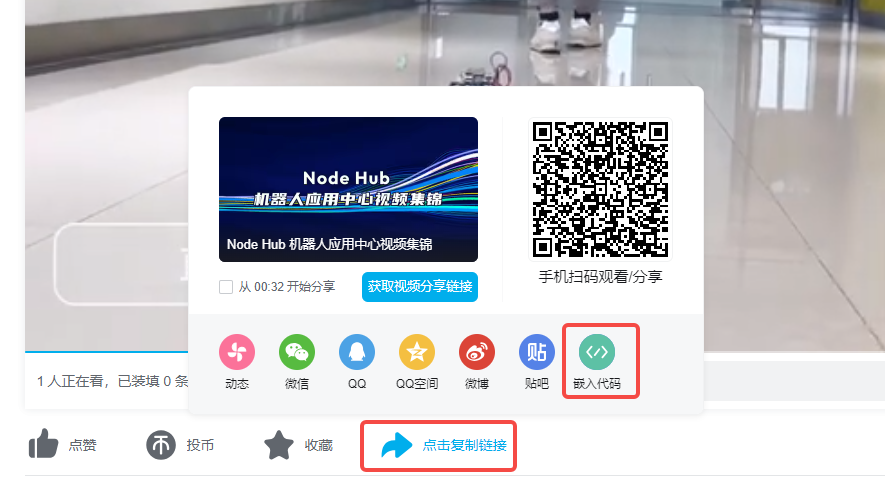 Node Hub
机器人应用中心视频集锦
Node Hub 机器人应用中心视频集锦
从 00:32 开始分享
获取视频分享链接
手机扫码观看/分享
动态
微信
QQ
QQ空间
微博
贴
贴吧
嵌入代码
1 人正在看，已装填 0 条
点赞
投币
收藏
点击复制链接